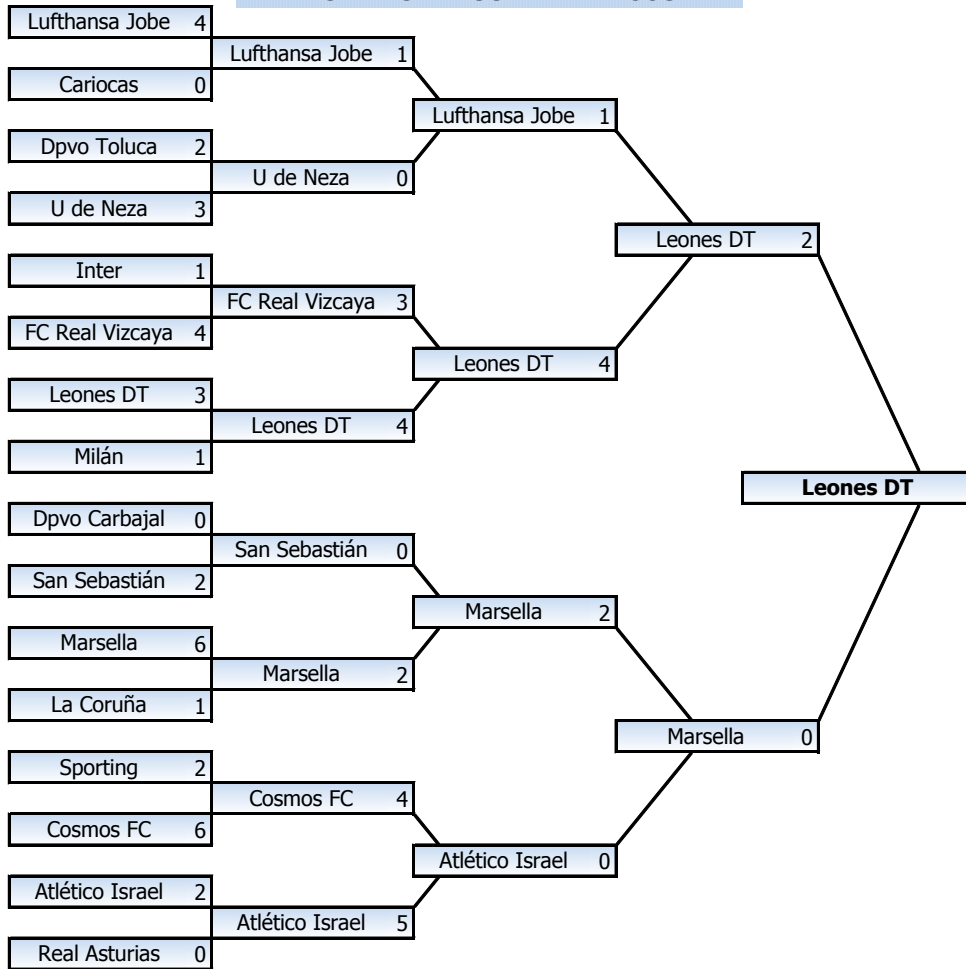 Lufthansa Jobe 4
Lufthansa Jobe 1
Cariocas 0
Lufthansa Jobe 1
Dpvo Toluca 2
U de Neza 0
U de Neza 3
Leones DT 2
Inter 1
FC Real Vizcaya 3
FC Real Vizcaya 4
Leones DT 4
Leones DT 3
Leones DT 4
Milán 1
Leones DT
Dpvo Carbajal 0
San Sebastián 0
San Sebastián 2
Marsella 2
Marsella 6
Marsella 2
La Coruña 1
Marsella 0
Sporting 2
Cosmos FC 4
Cosmos FC 6
Atlético Israel 0
Atlético Israel 2
Atlético Israel 5
Real Asturias 0